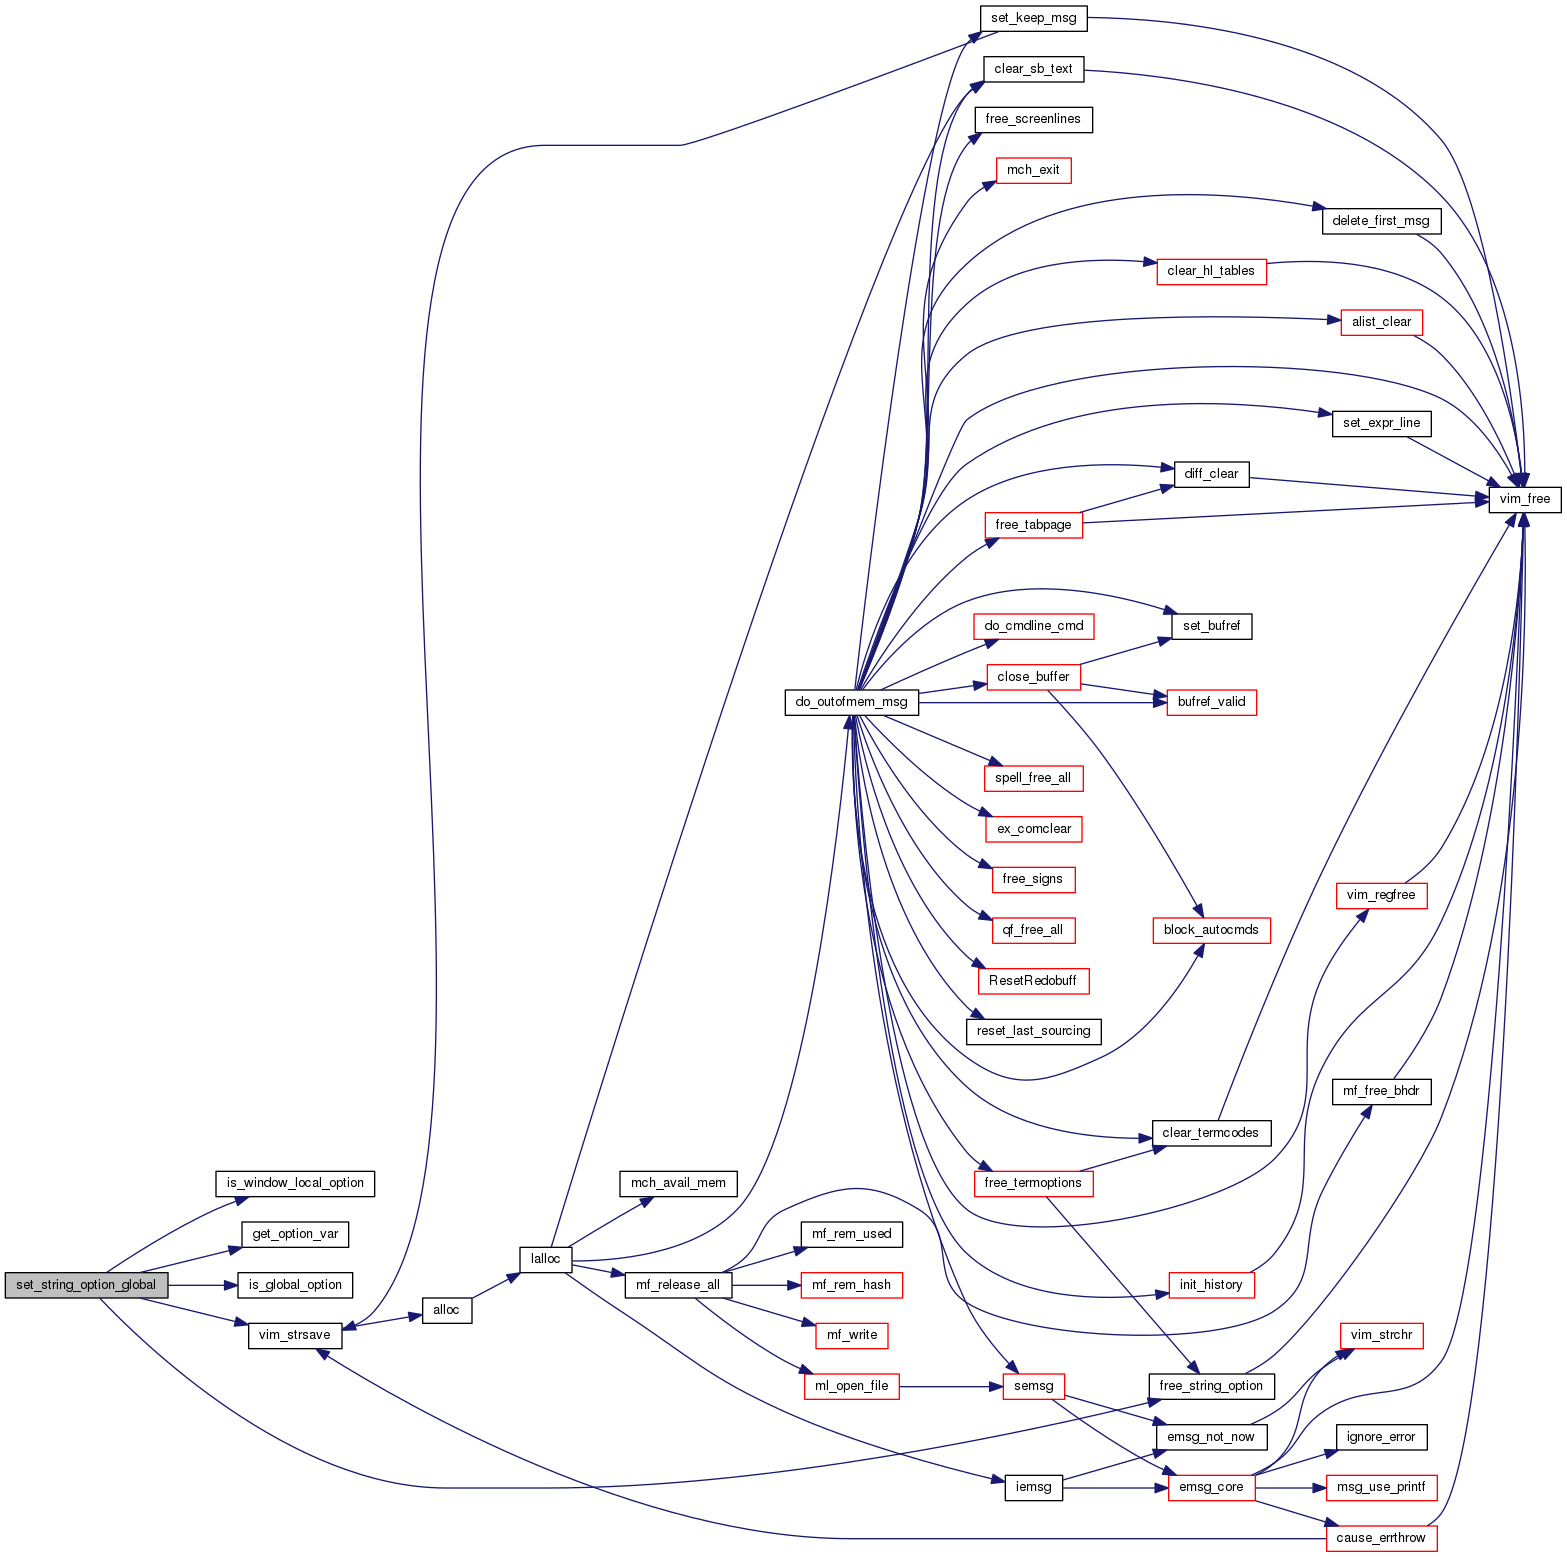 set_keep_msg
clear_sb_text
free_screenlines
mch_exit
delete_first_msg
clear_hl_tables
alist_clear
set_expr_line
diff_clear
vim_free
free_tabpage
do_cmdline_cmd
set_bufref
close_buffer
do_outofmem_msg
bufref_valid
spell_free_all
ex_comclear
free_signs
vim_regfree
qf_free_all
block_autocmds
ResetRedobuff
reset_last_sourcing
mf_free_bhdr
clear_termcodes
is_window_local_option
mch_avail_mem
free_termoptions
get_option_var
mf_rem_used
lalloc
set_string_option_global
is_global_option
mf_release_all
mf_rem_hash
init_history
alloc
vim_strsave
mf_write
vim_strchr
ml_open_file
semsg
free_string_option
emsg_not_now
ignore_error
iemsg
emsg_core
msg_use_printf
cause_errthrow